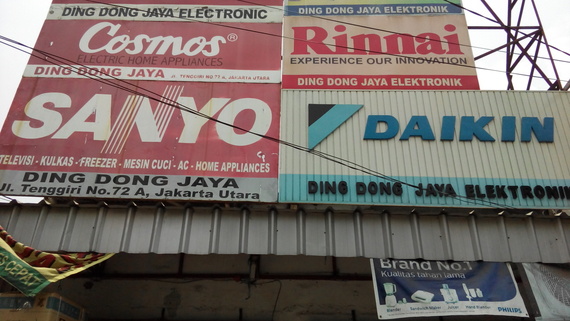 DING DONG JAYA ELECTRONIC
Cosmos®
ELECTRIC HOME APPLIANCES
DING DONG JAYA JL. TENGGIRI NO.72 A, JAKARTA UTARA
SANYO
TELEVISI - KULKAS - FREEZER - MESIN CUCI - AC - HOME APPLIANCES
DING DONG JAYA
Jl. Tenggiri No.72 A, Jakarta Utara
DING DONG JAYA ELEKTRONIK
Rinnai
EXPERIENCE OUR INNOVATION
DING DONG JAYA ELEKTRONIK
DAIKIN
DING DONG JAYA ELEKTRONIK
Brand No.1
Kualitas tahan lama
PHILIPS